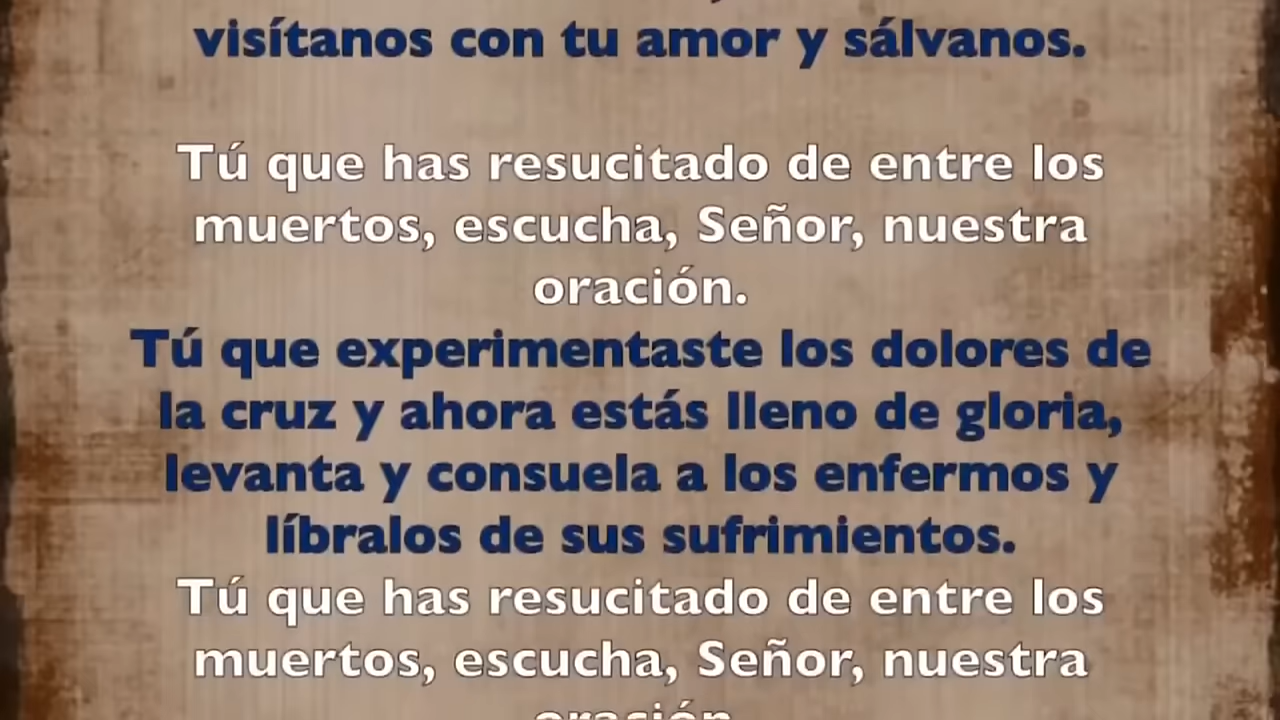 visítanos con tu amor y sálvanos.
Tú que has resucitado de entre los
muertos, escucha, Señor, nuestra
oración.
Tú que experimentaste los dolores de
la cruz y ahora estás lleno de gloria,
levanta y consuela a los enfermos y
líbralos de sus sufrimientos.
Tú que has resucitado de entre los
muertos, escucha, Señor, nuestra
oración.